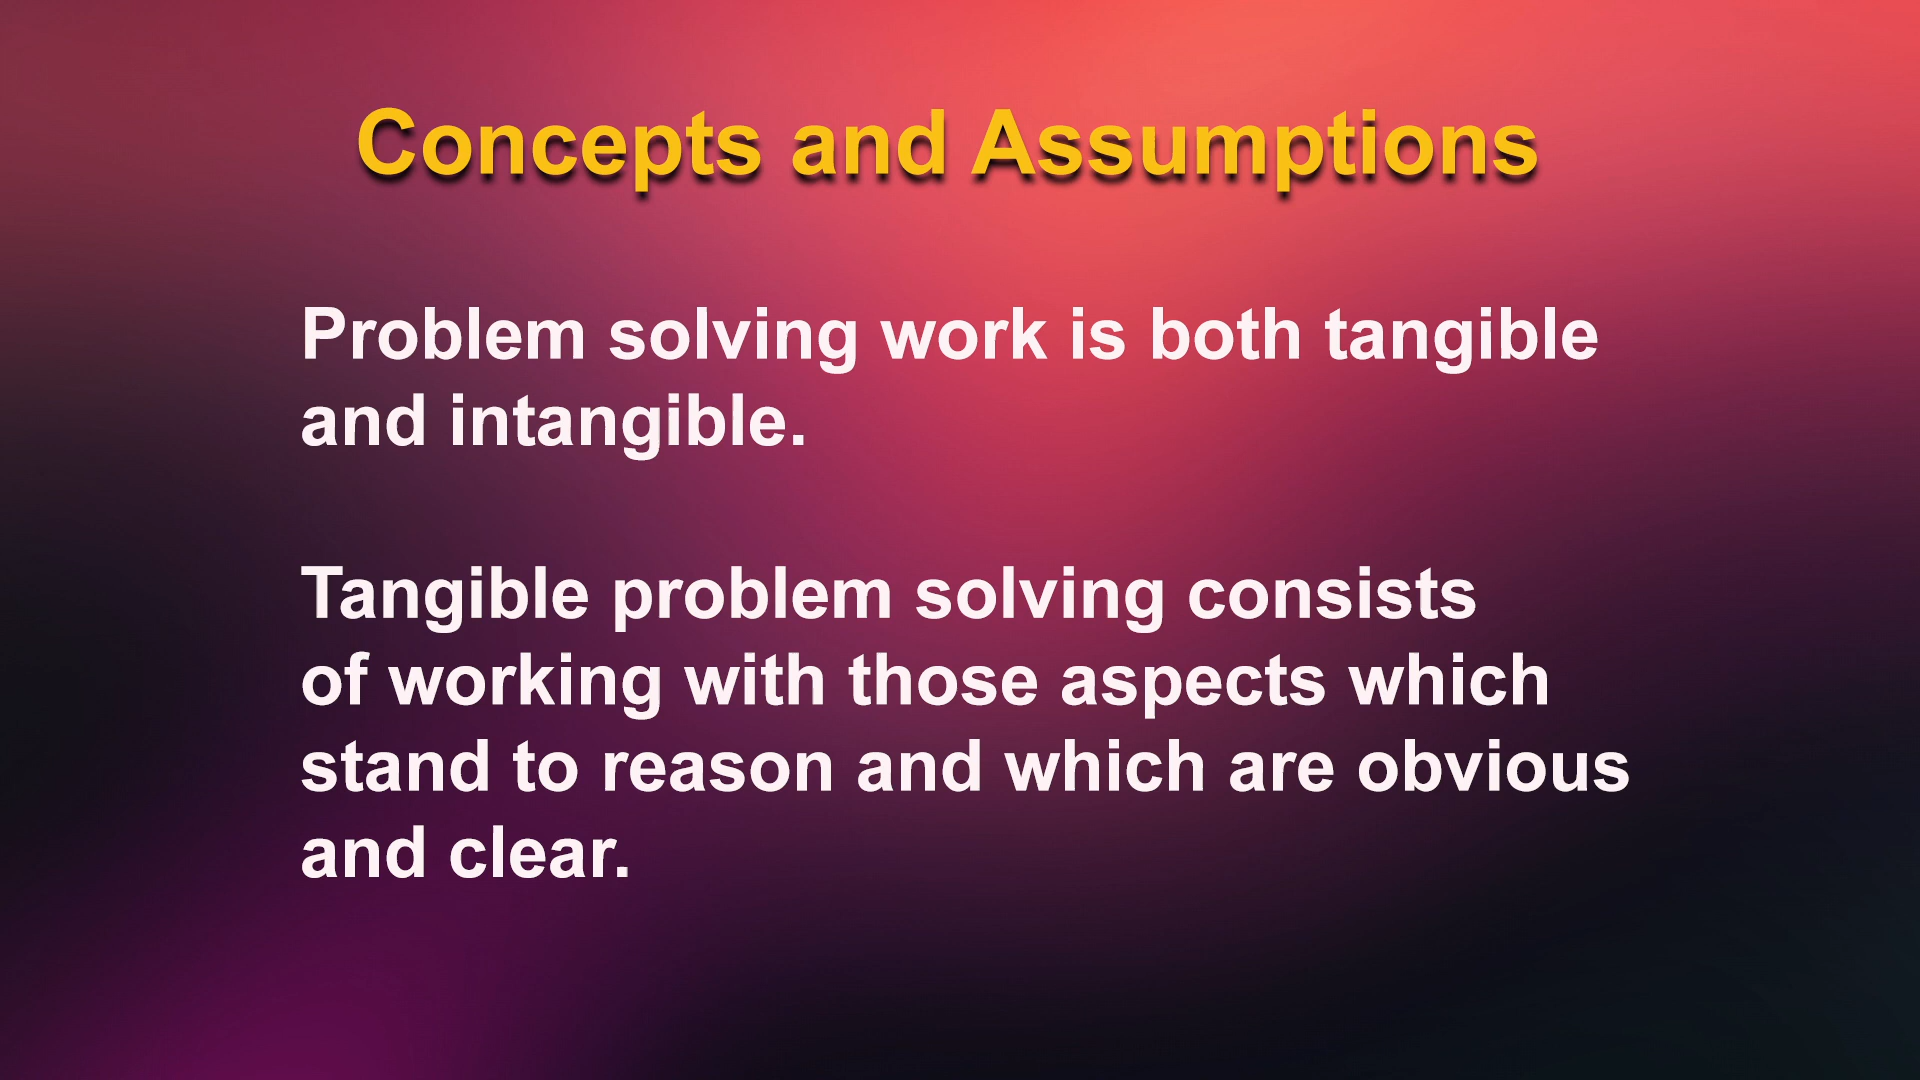 Concepts and Assumptions
Problem solving work is both tangible
and intangible.
Tangible problem solving consists
of working with those aspects which
stand to reason and which are obvious
and clear.